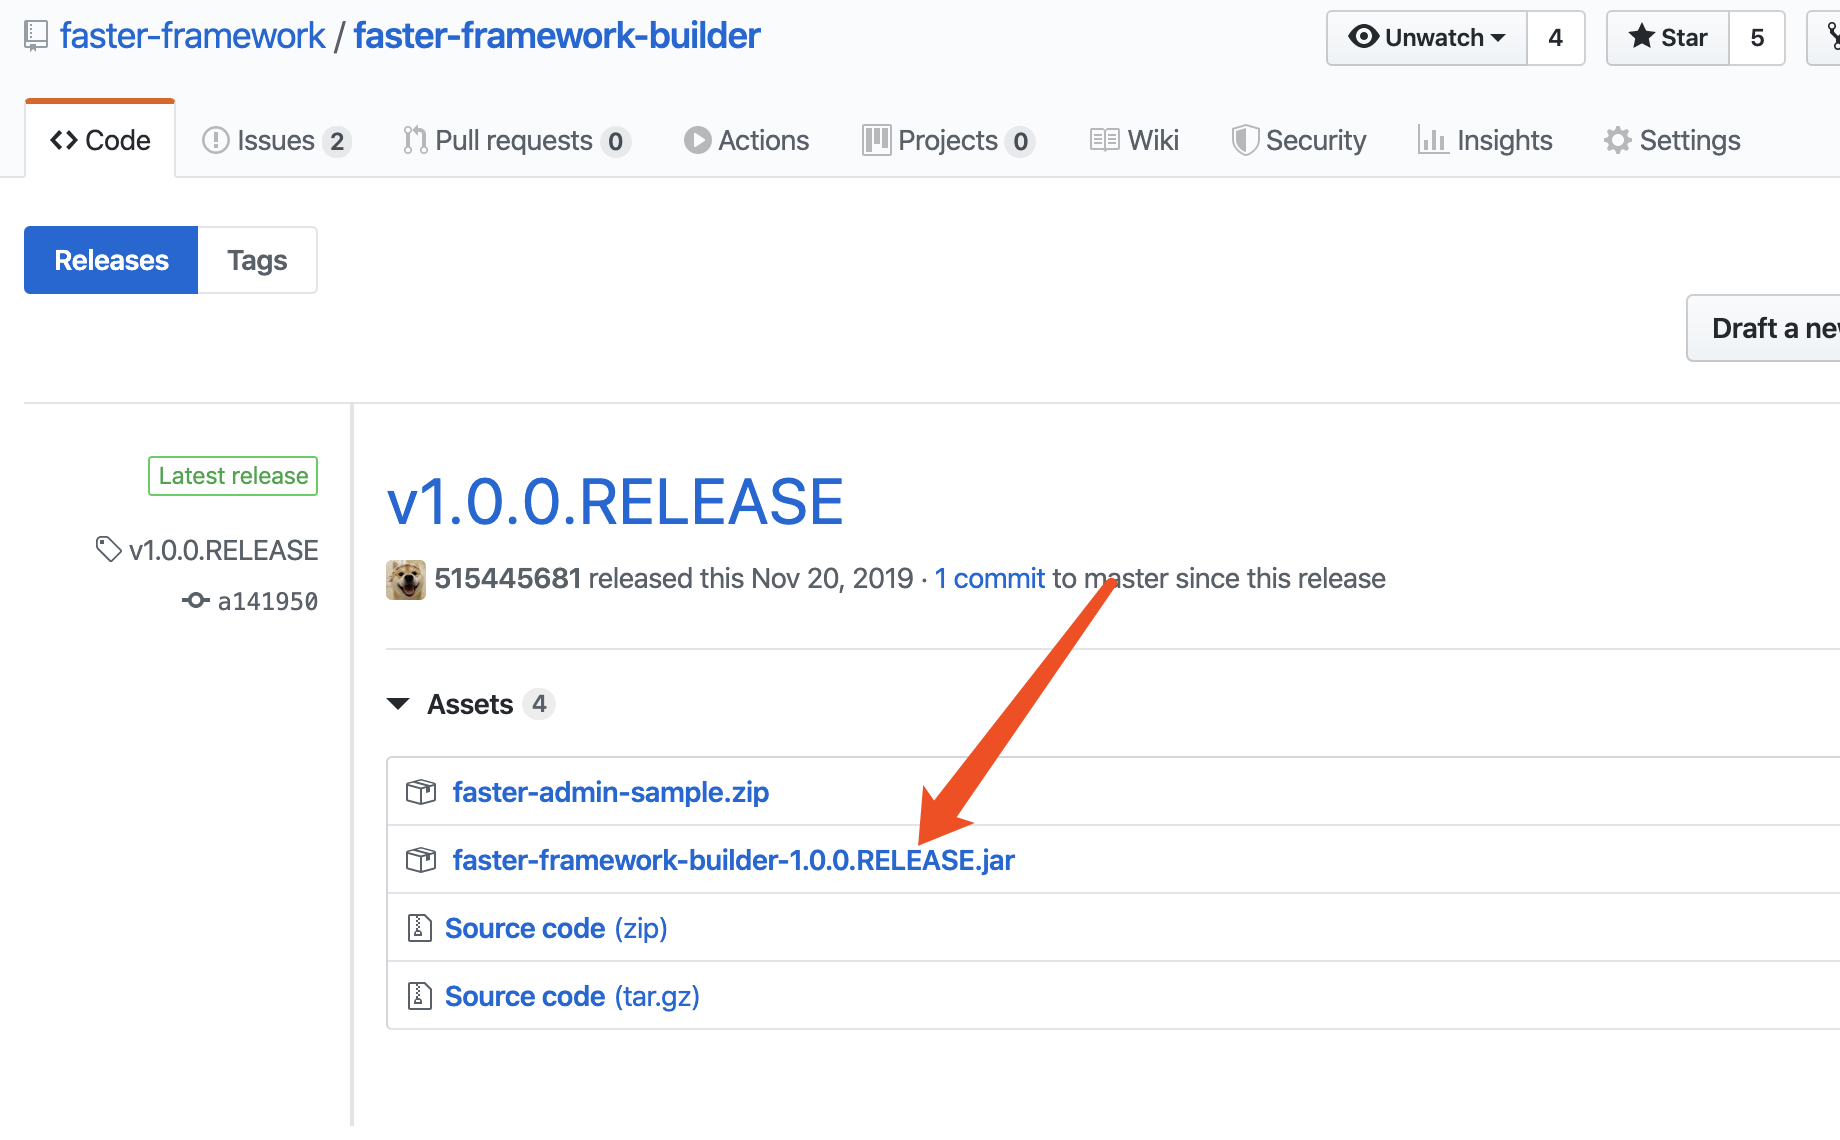 faster-framework / faster-framework-builder
Unwatch 4 Star 5
Code Issues 2 Pull requests 0 Actions Projects 0 Wiki Security Insights Settings
Releases Tags
Draft a new
Latest release
v1.0.0.RELEASE
a141950
v1.0.0.RELEASE
515445681 released this Nov 20, 2019 · 1 commit to master since this release
Assets 4
faster-admin-sample.zip
faster-framework-builder-1.0.0.RELEASE.jar
Source code (zip)
Source code (tar.gz)